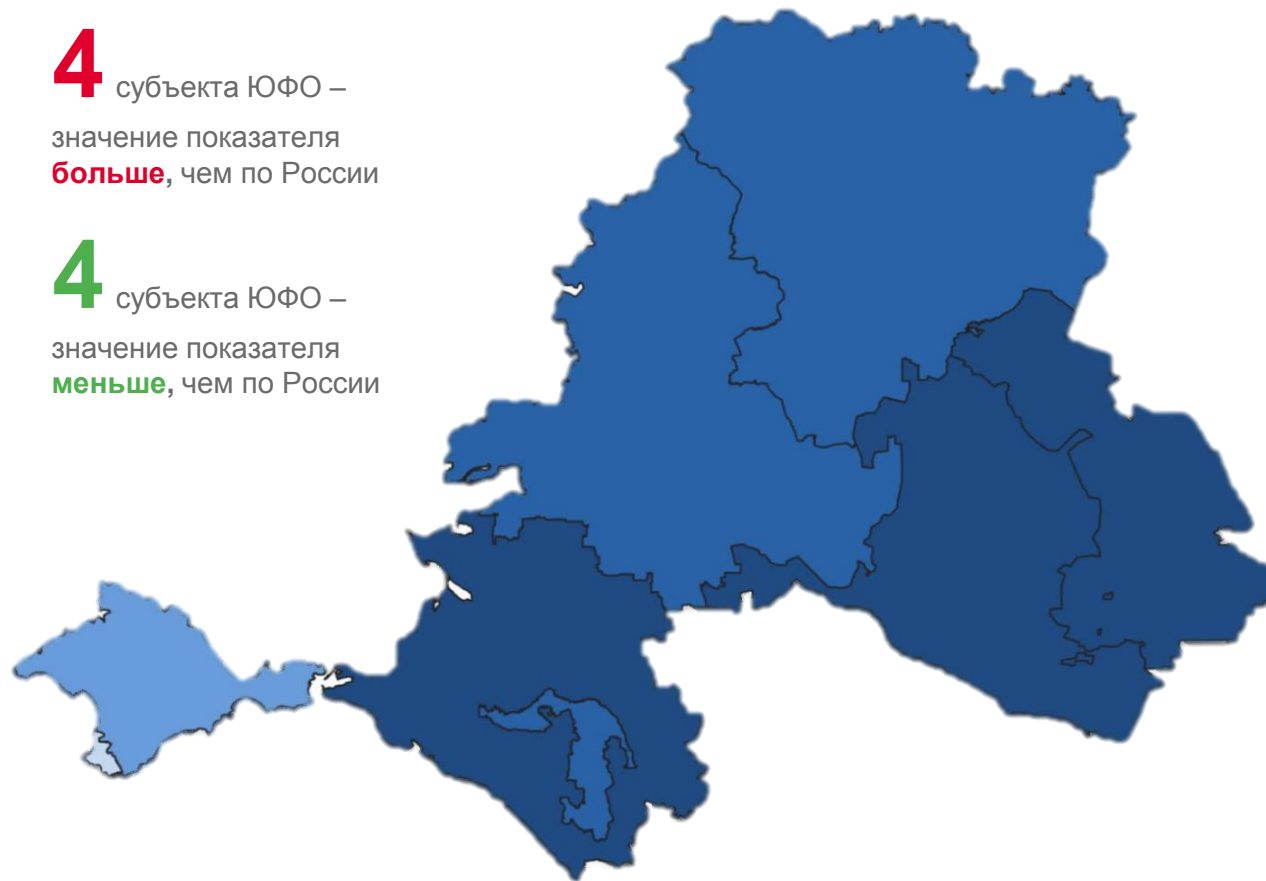 4 субъекта ЮФО –
значение показателя
больше, чем по России
4 субъекта ЮФО –
значение показателя
меньше, чем по России